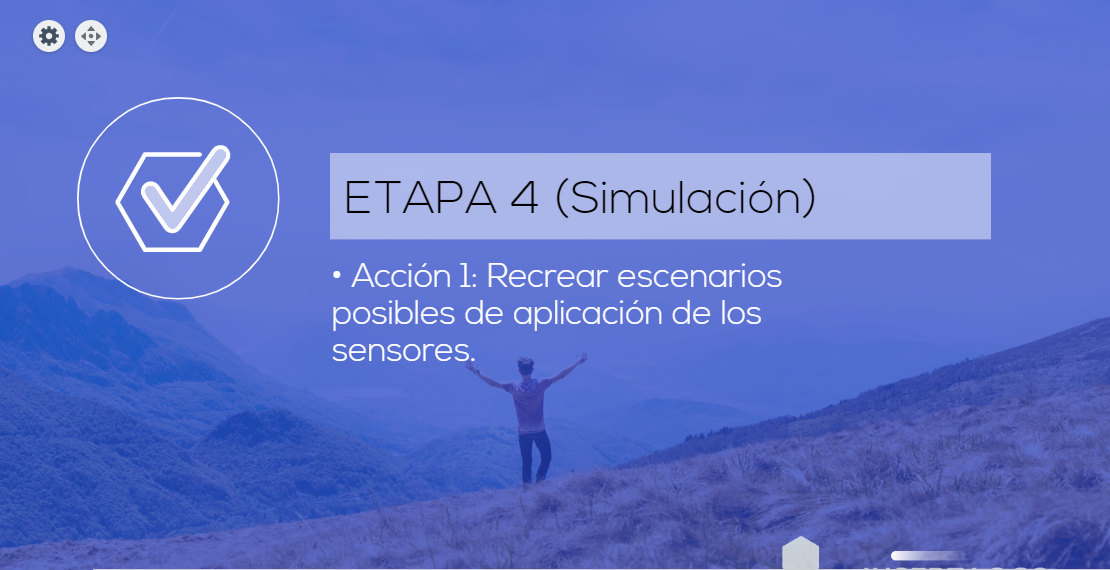 ETAPA 4 (Simulación)
• Acción 1: Recrear escenarios
posibles de aplicación de los
sensores.